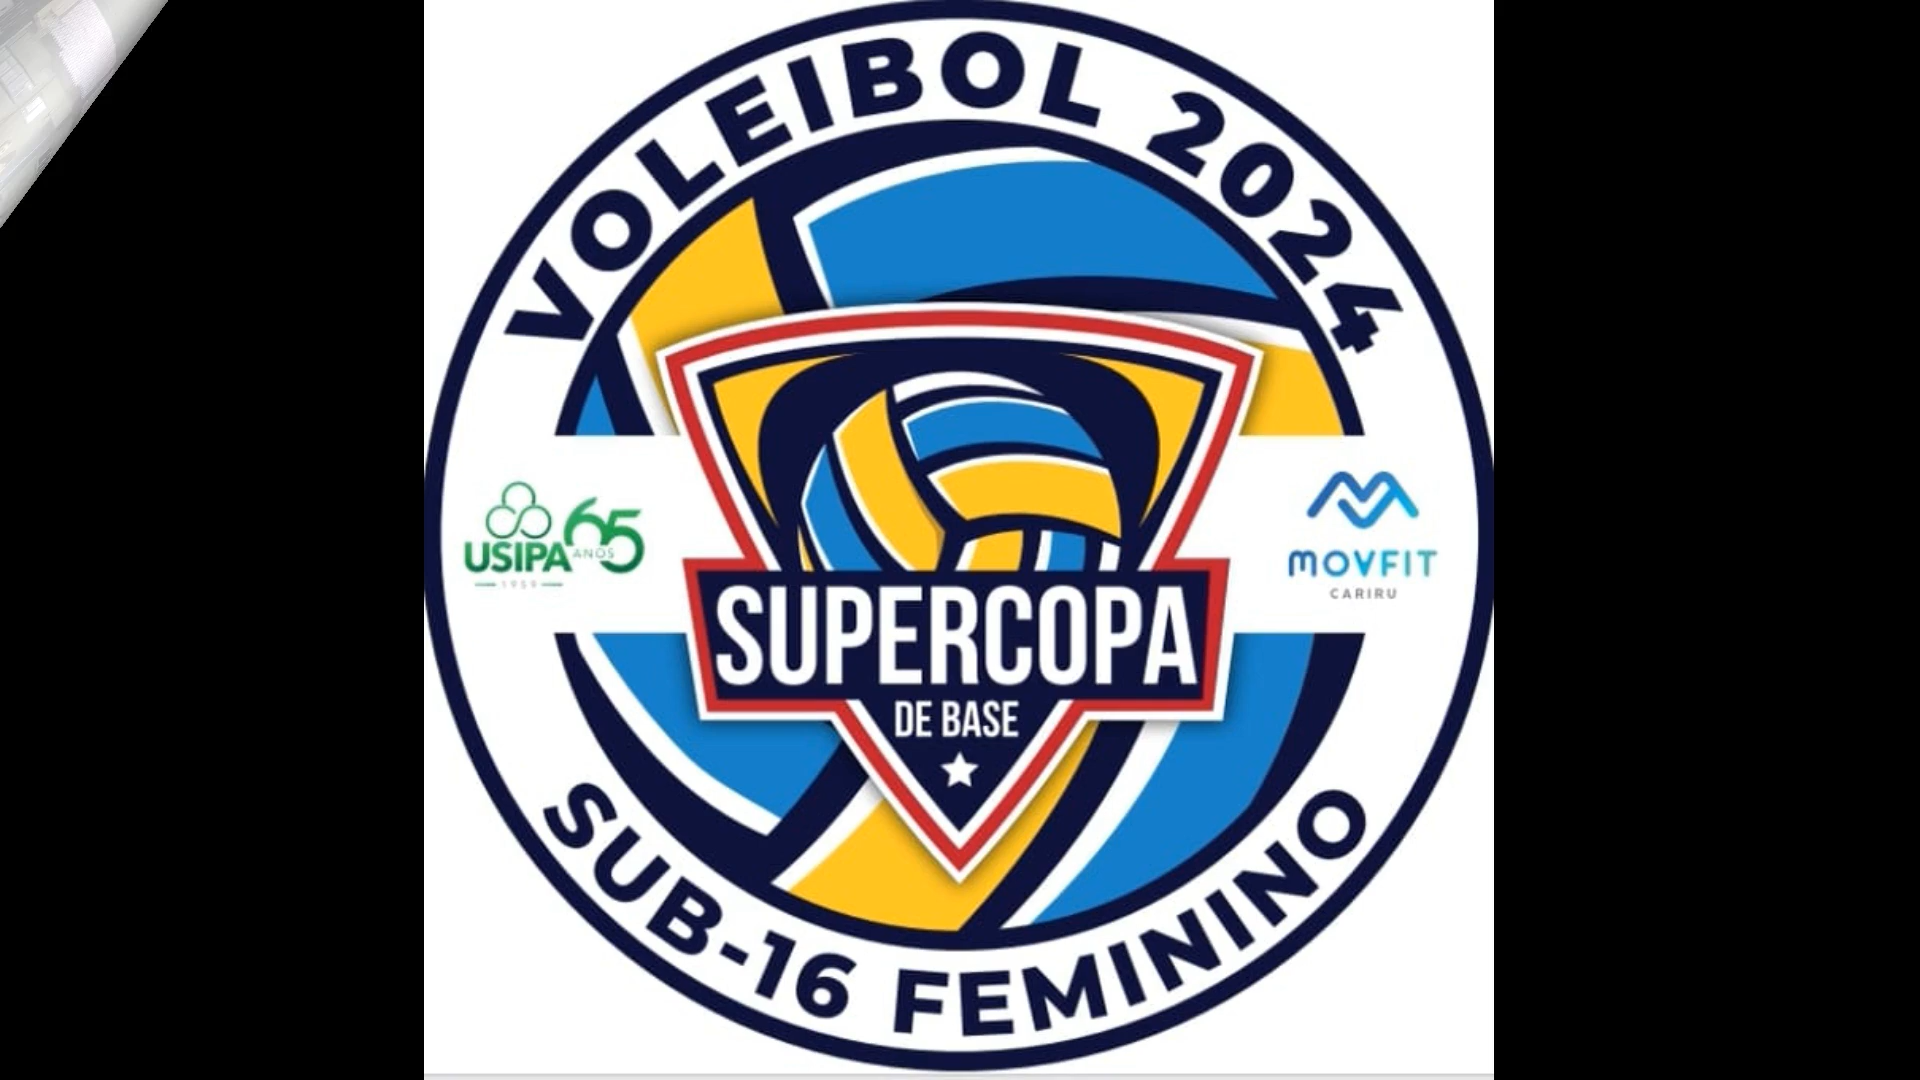 VOLEIBOL 2024
USIPA 65
ANOS
1959
MOVFIT
CARIRU
SUPERCOPA
DE BASE
SUB-16 FEMININO